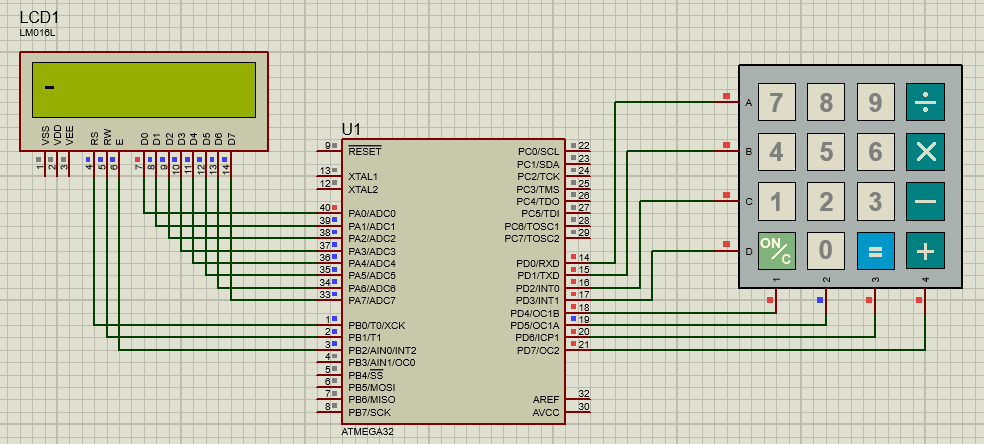 LCD1
LM016L
-
VSS VDD VEE RS RW E D0 D1 D2 D3 D4 D5 D6 D7
1 2 3 4 5 6 7 8 9 10 11 12 13 14
U1
9 RESET
13 XTAL1
12 XTAL2
40 PA0/ADC0
39 PA1/ADC1
38 PA2/ADC2
37 PA3/ADC3
36 PA4/ADC4
35 PA5/ADC5
34 PA6/ADC6
33 PA7/ADC7
1 PB0/T0/XCK
2 PB1/T1
3 PB2/AIN0/INT2
4 PB3/AIN1/OC0
5 PB4/SS
6 PB5/MOSI
7 PB6/MISO
8 PB7/SCK
PC0/SCL 22
PC1/SDA 23
PC2/TCK 24
PC3/TMS 25
PC4/TDO 26
PC5/TDI 27
PC6/TOSC1 28
PC7/TOSC2 29
PD0/RXD 14
PD1/TXD 15
PD2/INT0 16
PD3/INT1 17
PD4/OC1B 18
PD5/OC1A 19
PD6/ICP1 20
PD7/OC2 21
AREF 32
AVCC 30
ATMEGA32
A 7 8 9 ÷
B 4 5 6 ×
C 1 2 3 −
D ON/C 0 = +
1 2 3 4